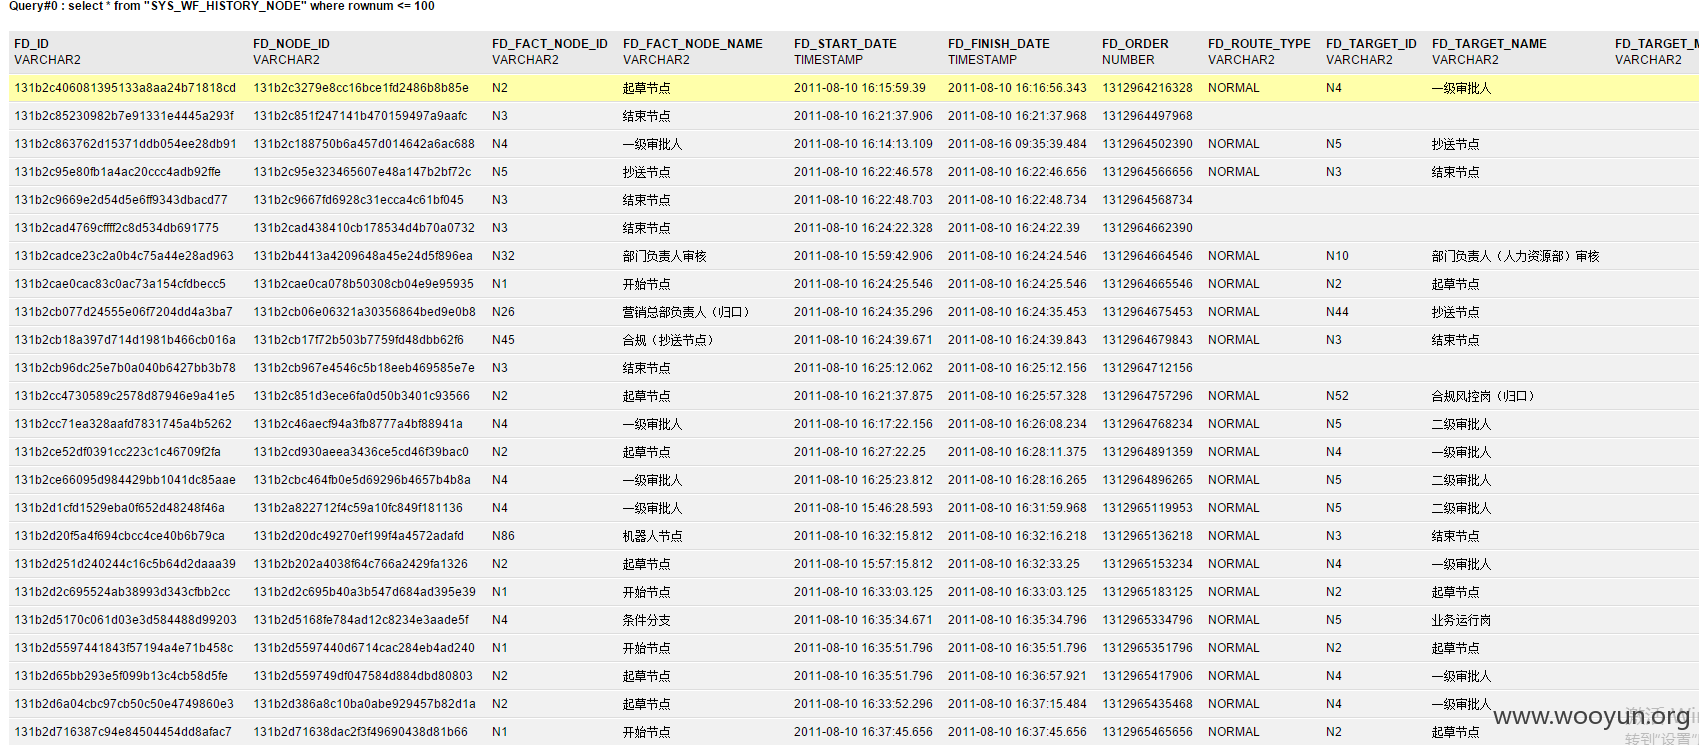 Query#0 : select * from "SYS_WF_HISTORY_NODE" where rownum <= 100
FD_ID FD_NODE_ID FD_FACT_NODE_ID FD_FACT_NODE_NAME FD_START_DATE FD_FINISH_DATE FD_ORDER FD_ROUTE_TYPE FD_TARGET_ID FD_TARGET_NAME FD_TARGET_M
VARCHAR2 VARCHAR2 VARCHAR2 VARCHAR2 TIMESTAMP TIMESTAMP NUMBER VARCHAR2 VARCHAR2 VARCHAR2 VARCHAR2
131b2c406081395133a8aa24b71818cd 131b2c3279e8cc16bce1fd2486b8b85e N2 起草节点 2011-08-10 16:15:59.39 2011-08-10 16:16:56.343 1312964216328 NORMAL N4 一级审批人
131b2c85230982b7e91331e4445a293f 131b2c851f247141b470159497a9aafc N3 结束节点 2011-08-10 16:21:37.906 2011-08-10 16:21:37.968 1312964497968
131b2c863762d15371ddb054ee28db91 131b2c188750b6a457d014642a6ac688 N4 一级审批人 2011-08-10 16:14:13.109 2011-08-16 09:35:39.484 1312964502390 NORMAL N5 抄送节点
131b2c95e80fb1a4ac20ccc4adb92ffe 131b2c95e323465607e48a147b2bf72c N5 抄送节点 2011-08-10 16:22:46.578 2011-08-10 16:22:46.656 1312964566656 NORMAL N3 结束节点
131b2c9669e2d54d5e6ff9343dbacd77 131b2c9667fd6928c31ecca4c61bf045 N3 结束节点 2011-08-10 16:22:48.703 2011-08-10 16:22:48.734 1312964568734
131b2cad4769cffff2c8d534db691775 131b2cad438410cb178534d4b70a0732 N3 结束节点 2011-08-10 16:24:22.328 2011-08-10 16:24:22.39 1312964662390
131b2cadce23c2a0b4c75a44e28ad963 131b2b4413a4209648a45e24d5f896ea N32 部门负责人审核 2011-08-10 15:59:42.906 2011-08-10 16:24:24.546 1312964664546 NORMAL N10 部门负责人（人力资源部）审核
131b2cae0cac83c0ac73a154cfdbecc5 131b2cae0ca078b50308cb04e9e95935 N1 开始节点 2011-08-10 16:24:25.546 2011-08-10 16:24:25.546 1312964665546 NORMAL N2 起草节点
131b2cb077d24555e06f7204dd4a3ba7 131b2cb06e06321a30356864bed9e0b8 N26 营销总部负责人（归口） 2011-08-10 16:24:35.296 2011-08-10 16:24:35.453 1312964675453 NORMAL N44 抄送节点
131b2cb18a397d714d1981b466cb016a 131b2cb17f72b503b7759fd48dbb62f6 N45 合规（抄送节点） 2011-08-10 16:24:39.671 2011-08-10 16:24:39.843 1312964679843 NORMAL N3 结束节点
131b2cb96dc25e7b0a040b6427bb3b78 131b2cb967e4546c5b18eeb469585e7e N3 结束节点 2011-08-10 16:25:12.062 2011-08-10 16:25:12.156 1312964712156
131b2cc4730589c2578d87946e9a41e5 131b2c851d3ece6fa0d50b3401c93566 N2 起草节点 2011-08-10 16:21:37.875 2011-08-10 16:25:57.328 1312964757296 NORMAL N52 合规风控岗（归口）
131b2cc71ea328aafd7831745a4b5262 131b2c46aecf94a3fb8777a4bf88941a N4 一级审批人 2011-08-10 16:17:22.156 2011-08-10 16:26:08.234 1312964768234 NORMAL N5 二级审批人
131b2ce52df0391cc223c1c46709f2fa 131b2cd930aeea3436ce5cd46f39bac0 N2 起草节点 2011-08-10 16:27:22.25 2011-08-10 16:28:11.375 1312964891359 NORMAL N4 一级审批人
131b2ce66095d984429bb1041dc85aae 131b2cbc464fb0e5d69296b4657b4b8a N4 一级审批人 2011-08-10 16:25:23.812 2011-08-10 16:28:16.265 1312964896265 NORMAL N5 二级审批人
131b2d1cfd1529eba0f652d48248f46a 131b2a822712f4c59a10fc849f181136 N4 一级审批人 2011-08-10 15:46:28.593 2011-08-10 16:31:59.968 1312965119953 NORMAL N5 二级审批人
131b2d20f5a4f694cbcc4ce40b6b79ca 131b2d20dc49270ef199f4a4572adafd N86 机器人节点 2011-08-10 16:32:15.812 2011-08-10 16:32:16.218 1312965136218 NORMAL N3 结束节点
131b2d251d240244c16c5b64d2daaa39 131b2b202a4038f64c766a2429fa1326 N2 起草节点 2011-08-10 15:57:15.812 2011-08-10 16:32:33.25 1312965153234 NORMAL N4 一级审批人
131b2d2c695524ab38993d343cfbb2cc 131b2d2c695b40a3b547d684ad395e39 N1 开始节点 2011-08-10 16:33:03.125 2011-08-10 16:33:03.125 1312965183125 NORMAL N2 起草节点
131b2d5170c061d03e3d584488d99203 131b2d5168fe784ad12c8234e3aade5f N4 条件分支 2011-08-10 16:35:34.671 2011-08-10 16:35:34.796 1312965334796 NORMAL N5 业务运行岗
131b2d5597441843f57194a4e71b458c 131b2d5597440d6714cac284eb4ad240 N1 开始节点 2011-08-10 16:35:51.796 2011-08-10 16:35:51.796 1312965351796 NORMAL N2 起草节点
131b2d65bb293e5f099b13c4cb58d5fe 131b2d559749df047584d884dbd80803 N2 起草节点 2011-08-10 16:35:51.796 2011-08-10 16:36:57.921 1312965417906 NORMAL N4 一级审批人
131b2d6a04cbc97cb50c50e4749860e3 131b2d386a8c10ba0abe929457b82d1a N2 起草节点 2011-08-10 16:33:52.296 2011-08-10 16:37:15.484 1312965435468 NORMAL N4 一级审批人
131b2d716387c94e84504454dd8afac7 131b2d71638dac2f3f49690438d81b66 N1 开始节点 2011-08-10 16:37:45.656 2011-08-10 16:37:45.656 1312965465656 NORMAL N2 起草节点
www.wooyun.org
转到"设置"